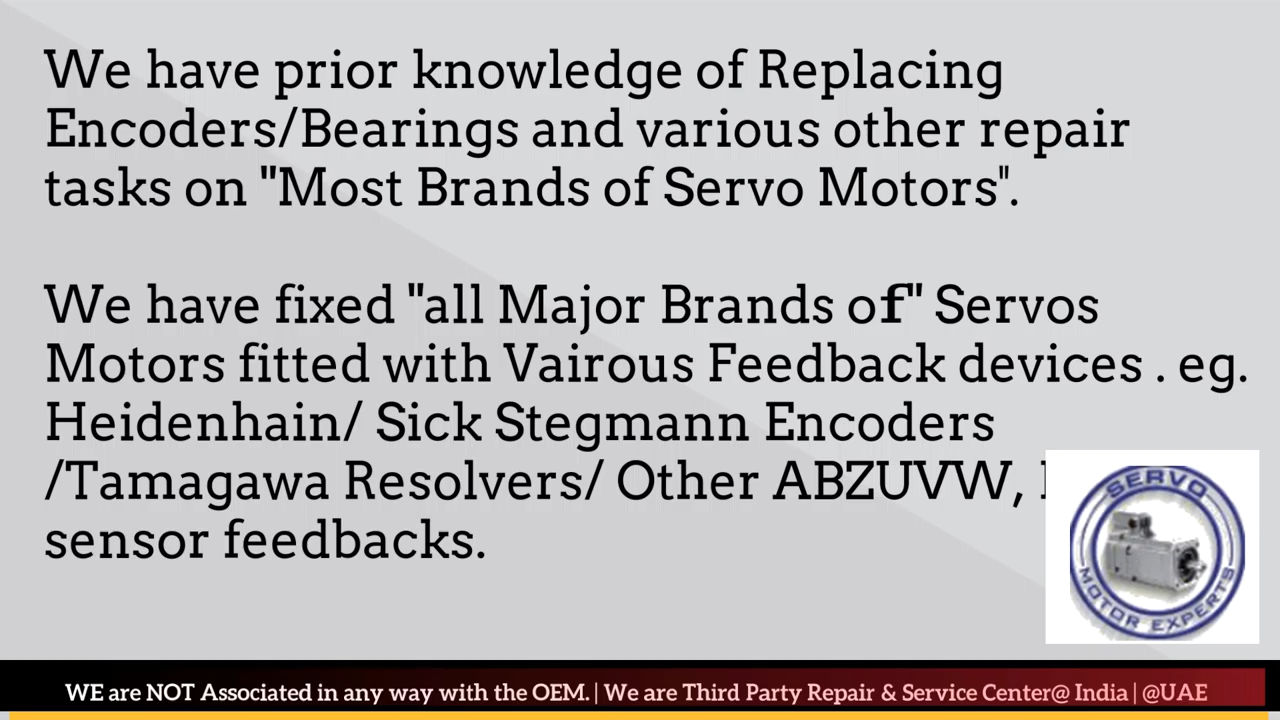 We have prior knowledge of Replacing
Encoders/Bearings and various other repair
tasks on "Most Brands of Servo Motors".
We have fixed "all Major Brands of" Servos
Motors fitted with Vairous Feedback devices . eg.
Heidenhain/ Sick Stegmann Encoders
/Tamagawa Resolvers/ Other ABZUVW,
sensor feedbacks.
SERVO
MOTOR EXPERTS
WE are NOT Associated in any way with the OEM. | We are Third Party Repair & Service Center@ India | @UAE